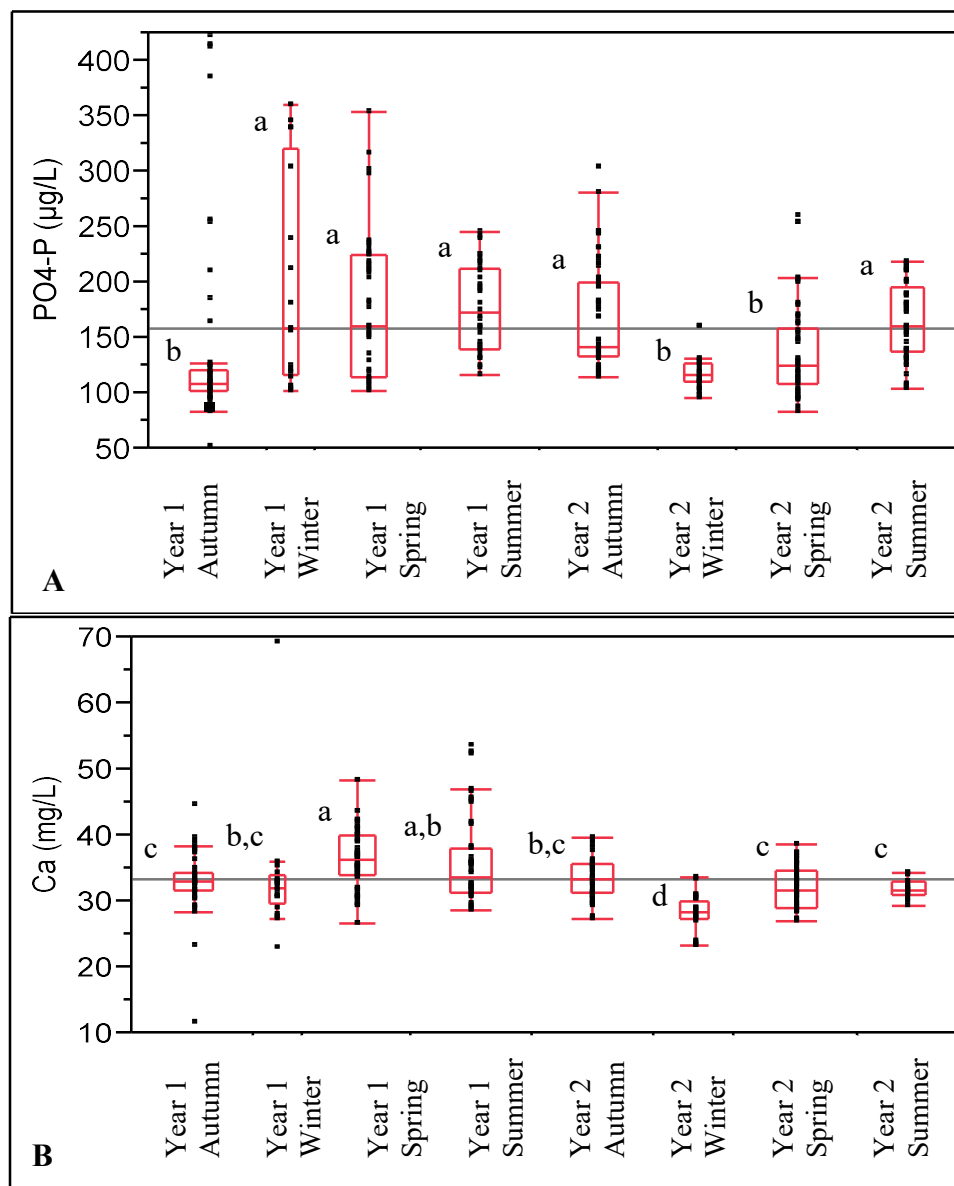 400
350
300
250
200
150
100
50
PO4-P (µg/L)
b
a
a
a
a
b
b
a
Year 1 Autumn
Year 1 Winter
Year 1 Spring
Year 1 Summer
Year 2 Autumn
Year 2 Winter
Year 2 Spring
Year 2 Summer
A
70
60
50
40
30
20
10
Ca (mg/L)
c
b,c
a
a,b
b,c
d
c
c
Year 1 Autumn
Year 1 Winter
Year 1 Spring
Year 1 Summer
Year 2 Autumn
Year 2 Winter
Year 2 Spring
Year 2 Summer
B